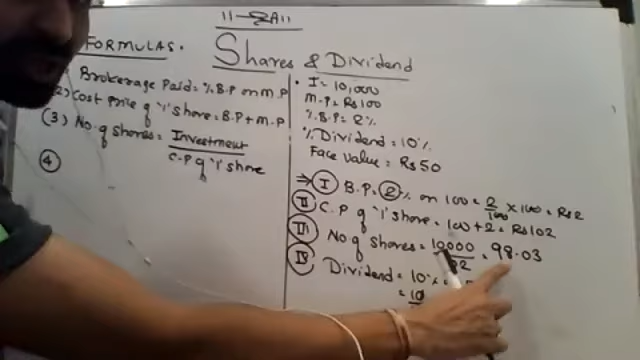 FORMULAS.
Shares & Dividend
Brokerage Paid = % B.P on M.P
2) Cost Price of '1' share = B.P + M.P
(3) No. of shares = Investment
C.P of '1' share
④
• I = 10,000
M.P = Rs 100
% B.P = 2%
% Dividend = 10%
Face value = Rs 50
⇒ Ⅰ B.P = 2% on 100 = 2/100 × 100 = Rs 2
Ⅱ C.P of '1' share = 100 + 2 = Rs 102
Ⅲ No of shares = 10000 = 98.03
Ⅳ Dividend = 10%
= 10